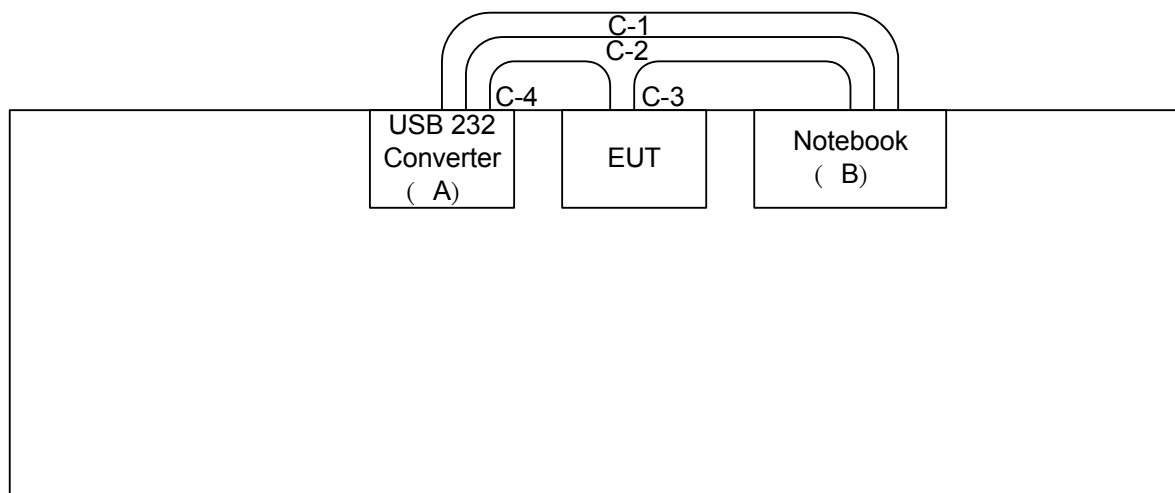 C-1
C-2
C-4
C-3
USB 232
Converter
( A)
EUT
Notebook
( B)